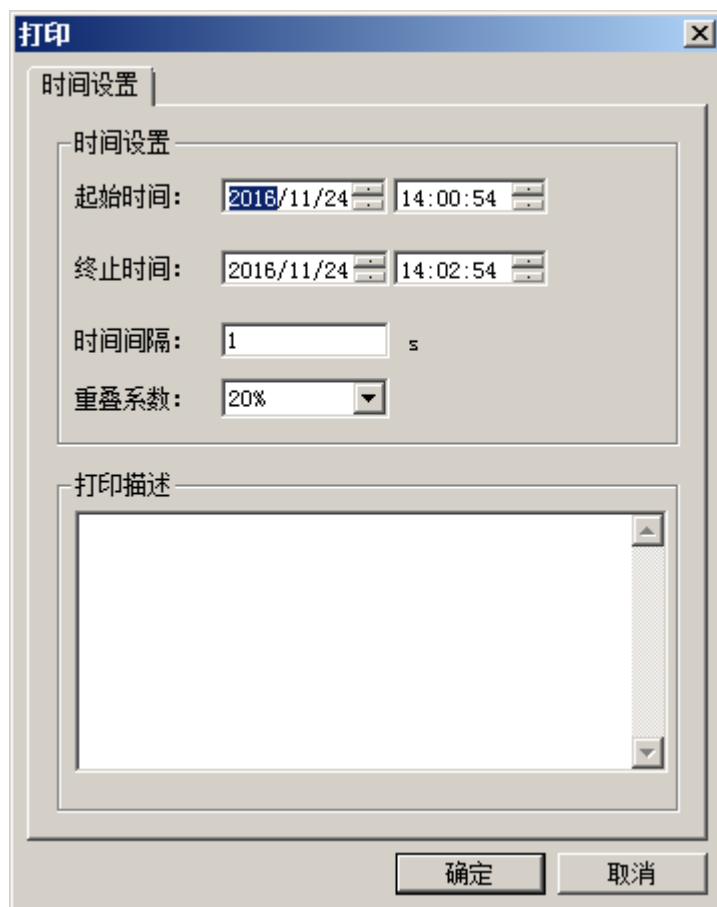 打印
时间设置
时间设置
起始时间: 2016/11/24 14:00:54
终止时间: 2016/11/24 14:02:54
时间间隔: 1 s
重叠系数: 20%
打印描述
确定 取消